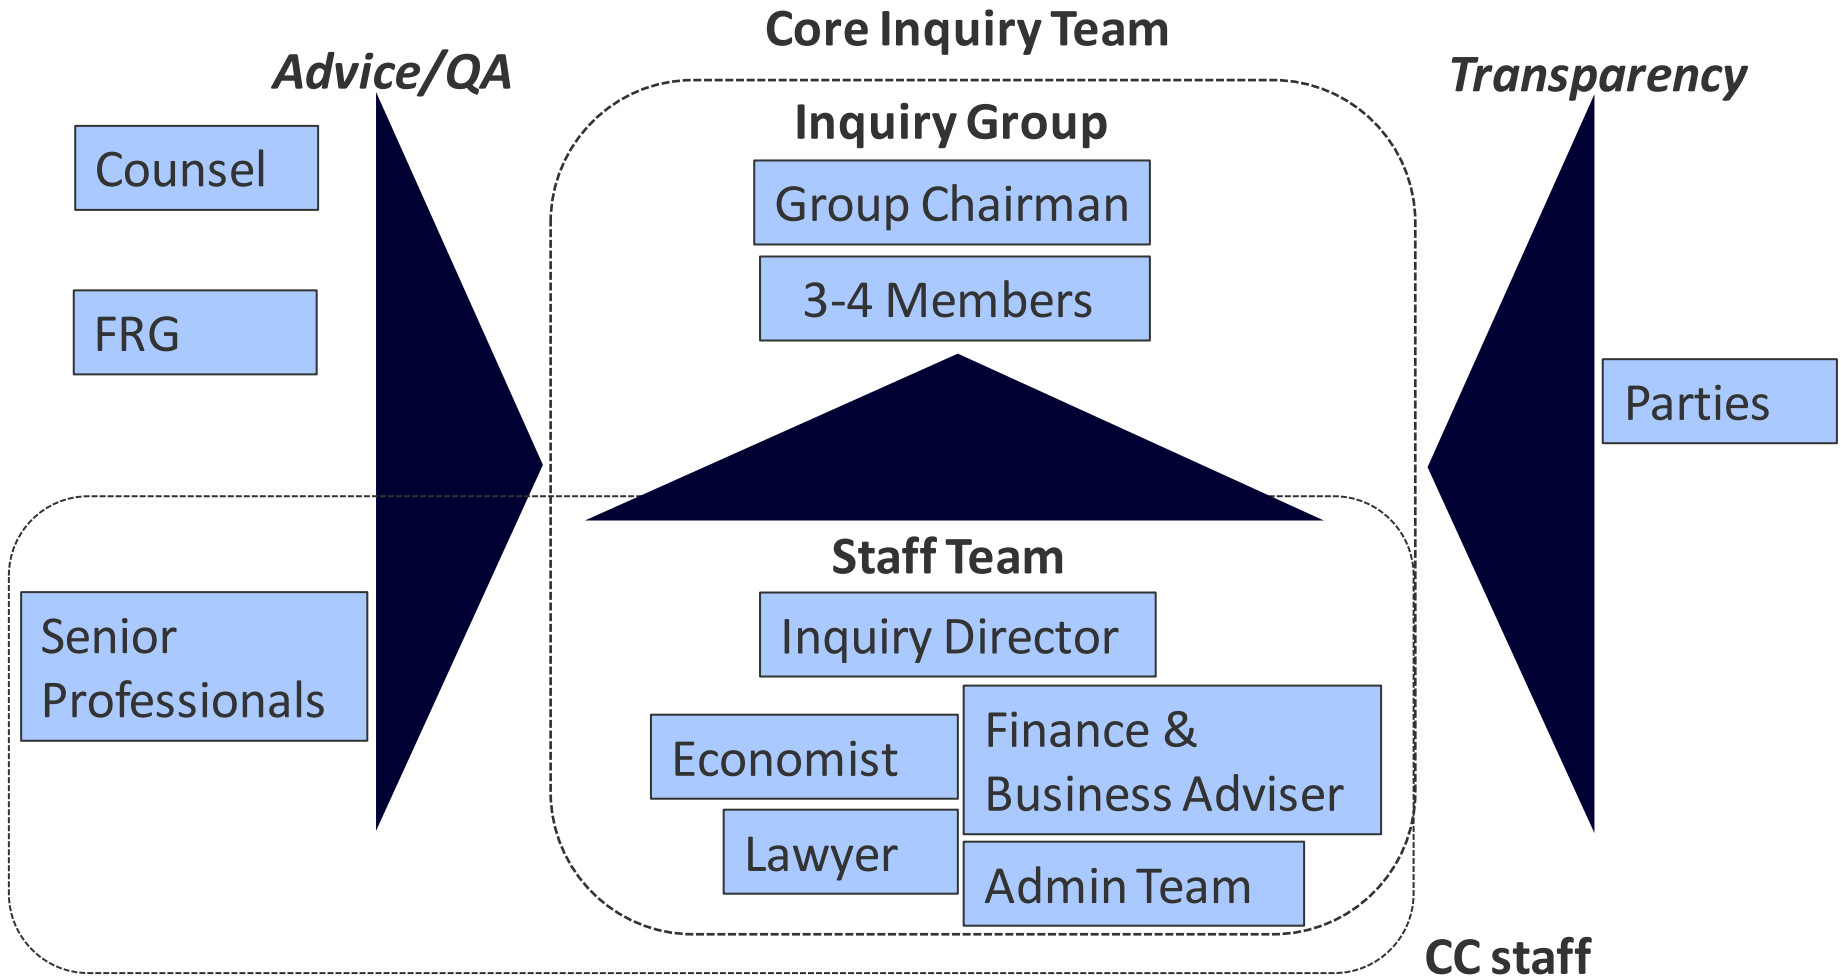 Core Inquiry Team
Advice/QA
Transparency
Inquiry Group
Counsel
Group Chairman
3-4 Members
FRG
Parties
Staff Team
Senior
Professionals
Inquiry Director
Economist
Finance &
Business Adviser
Lawyer
Admin Team
CC staff